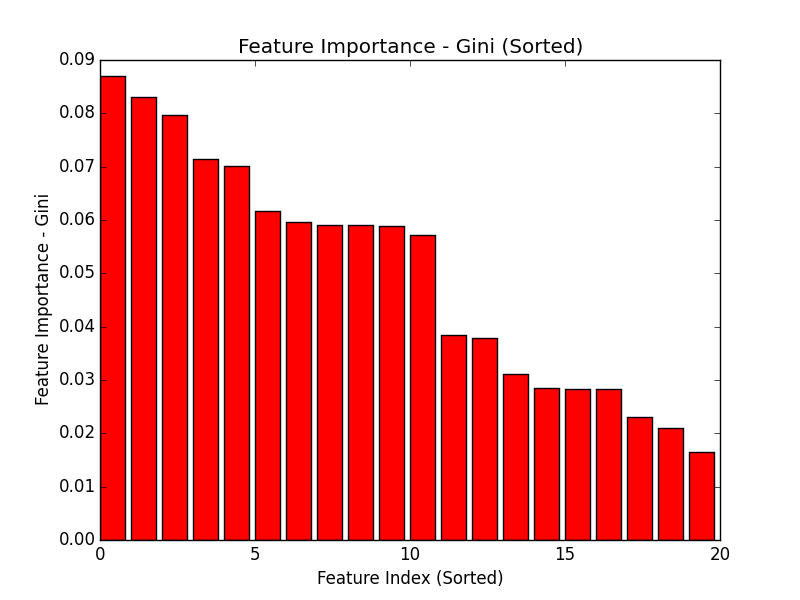 Feature Importance - Gini (Sorted)
0.09
0.08
0.07
0.06
0.05
0.04
0.03
0.02
0.01
0.00
Feature Importance - Gini
0 5 10 15 20
Feature Index (Sorted)